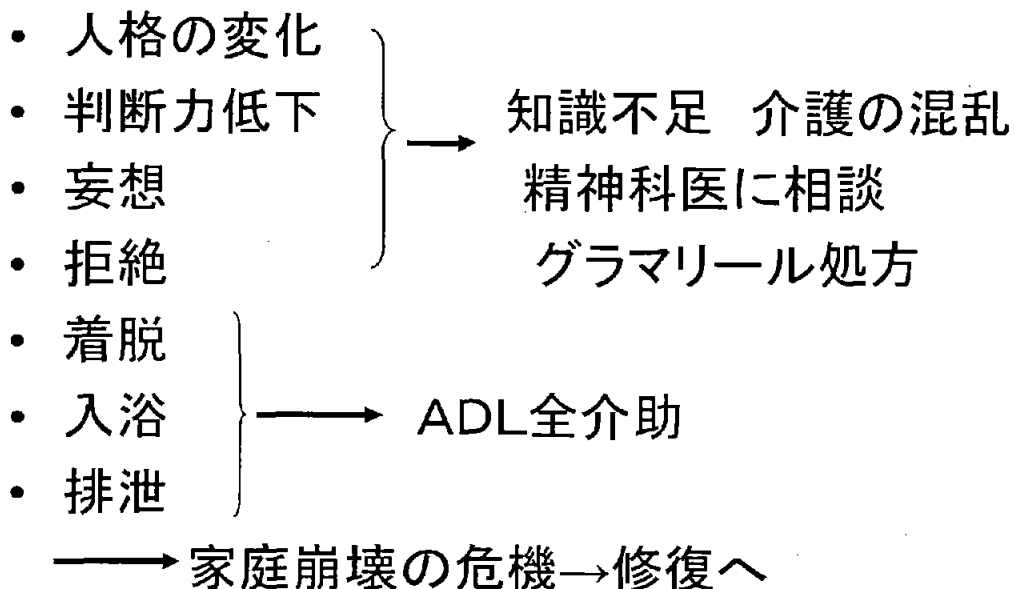 ・ 人格の変化
・ 判断力低下
・ 妄想
・ 拒絶
→ 知識不足 介護の混乱
精神科医に相談
グラマリール処方
・ 着脱
・ 入浴
・ 排泄
→ ADL全介助
→家庭崩壊の危機→修復へ